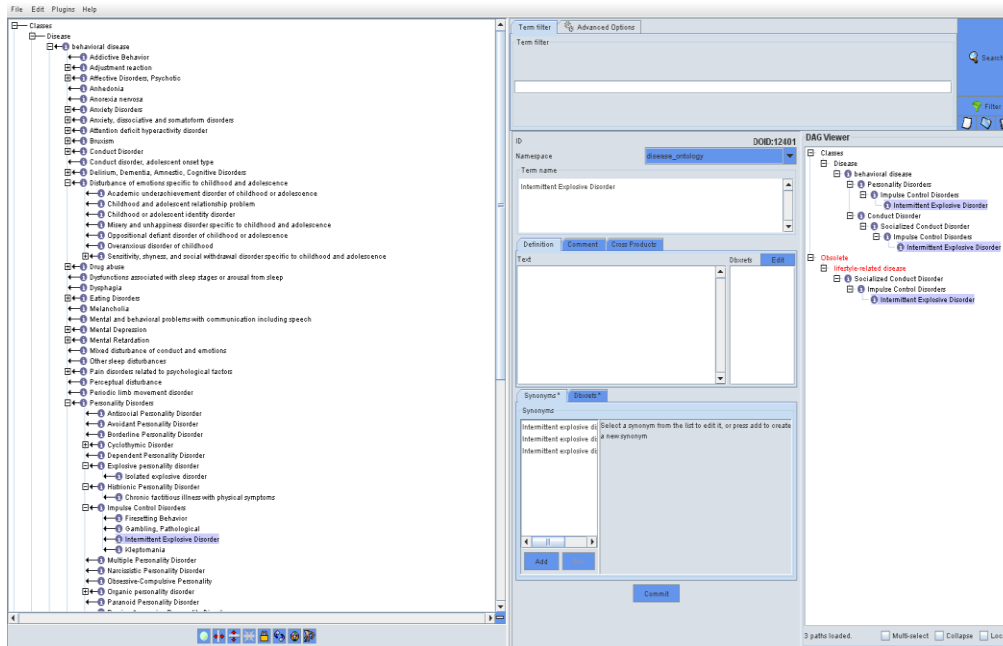 File Edit Plugins Help
Classes
Disease
behavioral disease
Addictive Behavior
Adjustment reaction
Affective Disorders, Psychotic
Anhedonia
Anorexia nervosa
Anxiety Disorders
Anxiety, dissociative and somatoform disorders
Attention deficit hyperactivity disorder
Bruxism
Conduct Disorder
Conduct disorder, adolescent onset type
Delirium, Dementia, Amnestic, Cognitive Disorders
Disturbance of emotions specific to childhood and adolescence
Academic underachievement disorder of childhood or adolescence
Childhood and adolescent relationship problem
Childhood or adolescent identity disorder
Misery and unhappiness disorder specific to childhood and adolescence
Oppositional defiant disorder of childhood or adolescence
Overanxious disorder of childhood
Sensitivity, shyness, and social withdrawal disorder specific to childhood and adolescence
Drug abuse
Dysfunctions associated with sleep stages or arousal from sleep
Dysphagia
Eating Disorders
Melancholia
Mental and behavioral problems with communication including speech
Mental Depression
Mental Retardation
Mixed disturbance of conduct and emotions
Other sleep disturbances
Pain disorders related to psychological factors
Perceptual disturbance
Periodic limb movement disorder
Personality Disorders
Antisocial Personality Disorder
Avoidant Personality Disorder
Borderline Personality Disorder
Cyclothymic Disorder
Dependent Personality Disorder
Explosive personality disorder
Isolated explosive disorder
Histrionic Personality Disorder
Chronic factitious illness with physical symptoms
Impulse Control Disorders
Firesetting Behavior
Gambling, Pathological
Intermittent Explosive Disorder
Kleptomania
Multiple Personality Disorder
Narcissistic Personality Disorder
Obsessive-Compulsive Personality
Organic personality disorder
Paranoid Personality Disorder
Term filter Advanced Options
Term filter
Search
Filter
ID DOID:12401
Namespace disease_ontology
Term name
Intermittent Explosive Disorder
Definition Comment Cross Products
Text Dbxrefs Edit
Synonyms* Dbxrefs*
Synonyms
Intermittent explosive di
Intermittent explosive di
Intermittent explosive di
Select a synonym from the list to edit it, or press add to create
a new synonym
Add
Commit
DAG Viewer
Classes
Disease
behavioral disease
Personality Disorders
Impulse Control Disorders
Intermittent Explosive Disorder
Conduct Disorder
Socialized Conduct Disorder
Impulse Control Disorders
Intermittent Explosive Disorder
Obsolete
lifestyle-related disease
Socialized Conduct Disorder
Impulse Control Disorders
Intermittent Explosive Disorder
3 paths loaded. Multi-select Collapse Loc